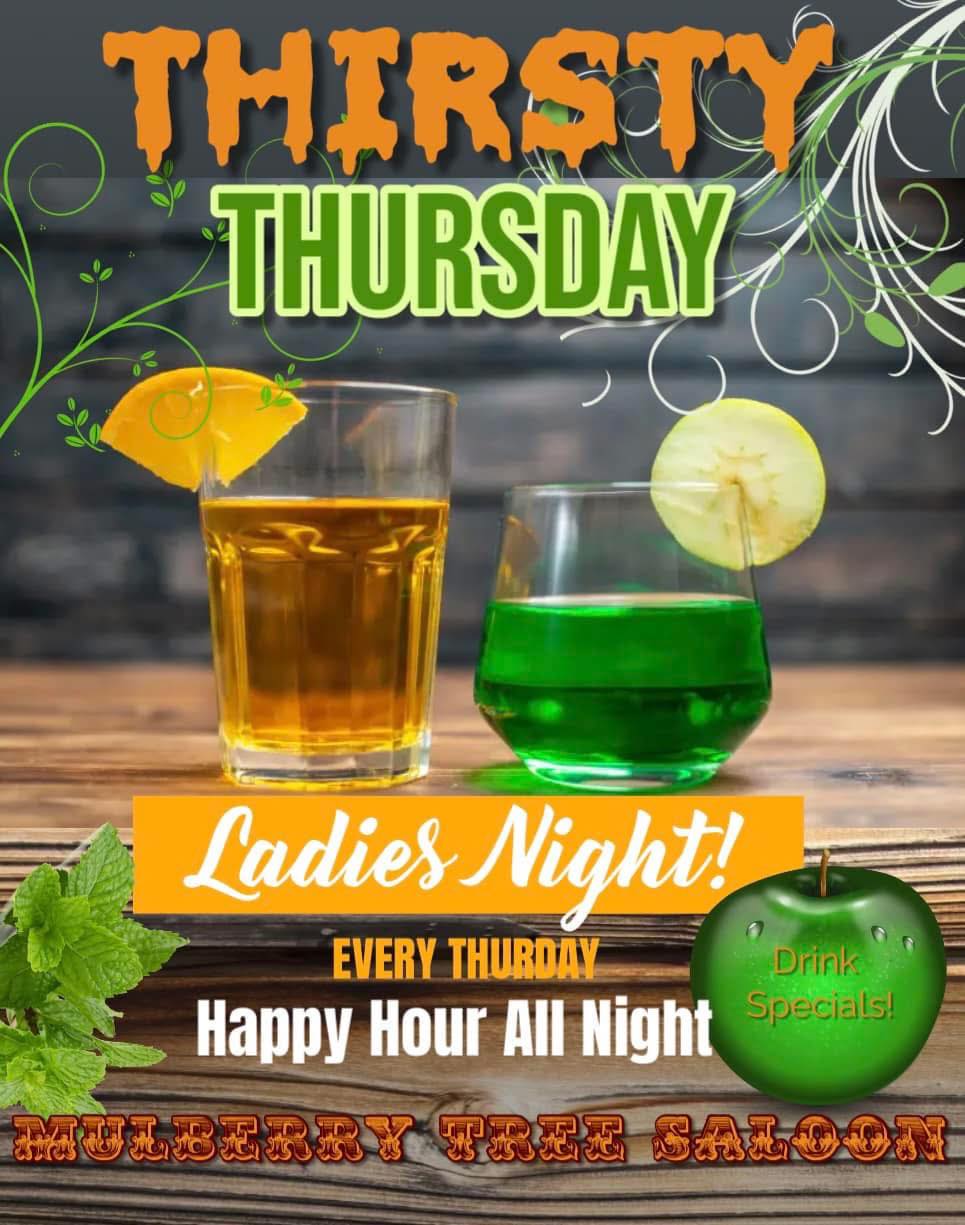 THIRSTY
THURSDAY
Ladies Night!
EVERY THURDAY
Happy Hour All Night
Drink
Specials!
MULBERRY TREE SALOON